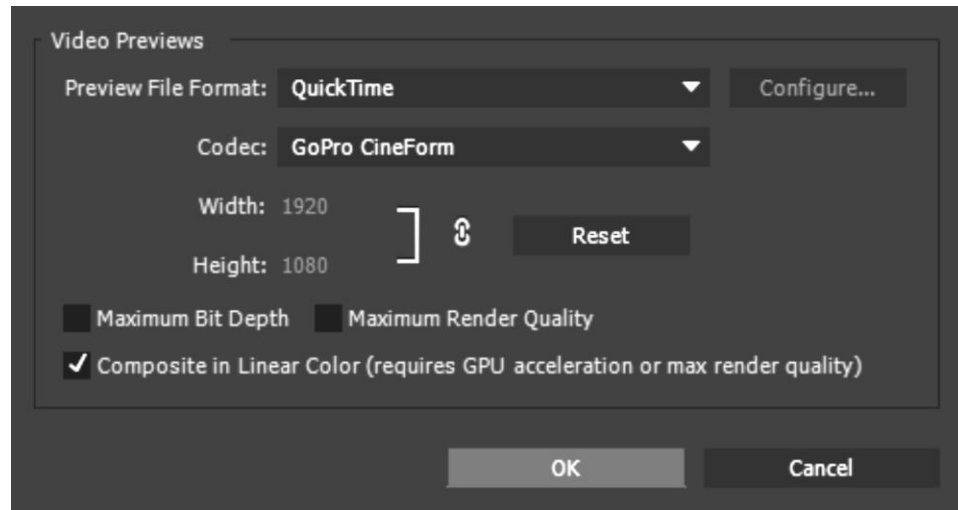 Video Previews
Preview File Format: QuickTime Configure...
Codec: GoPro CineForm
Width: 1920
Reset
Height: 1080
Maximum Bit Depth Maximum Render Quality
Composite in Linear Color (requires GPU acceleration or max render quality)
OK Cancel